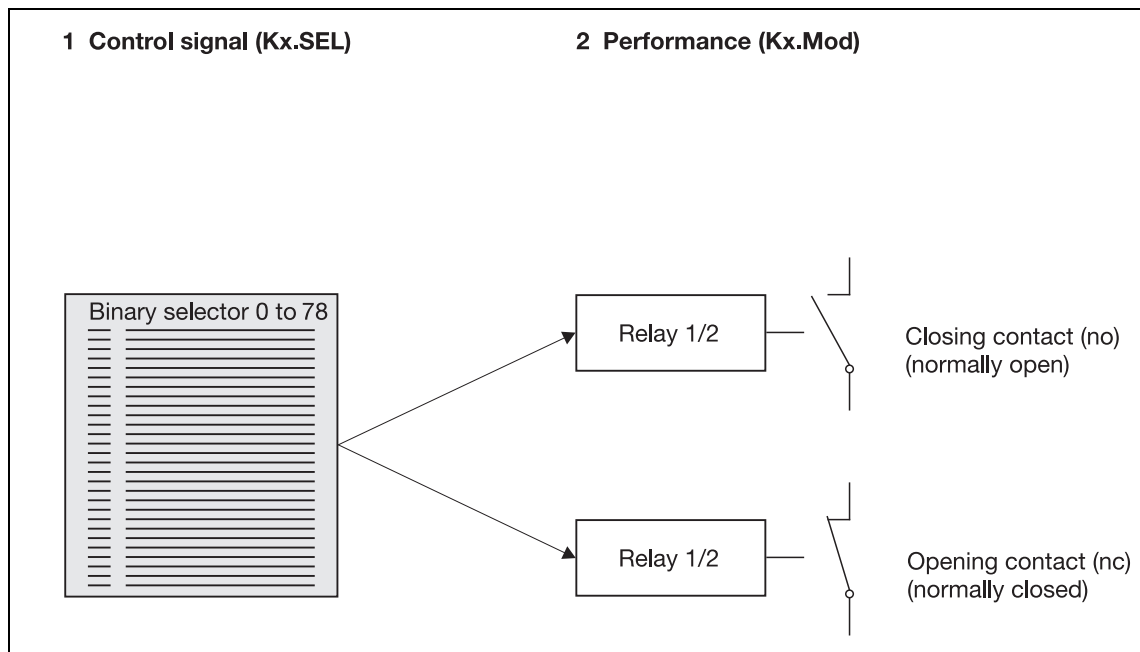 1 Control signal (Kx.SEL)
2 Performance (Kx.Mod)
Binary selector 0 to 78
Relay 1/2
Closing contact (no)
(normally open)
Relay 1/2
Opening contact (nc)
(normally closed)